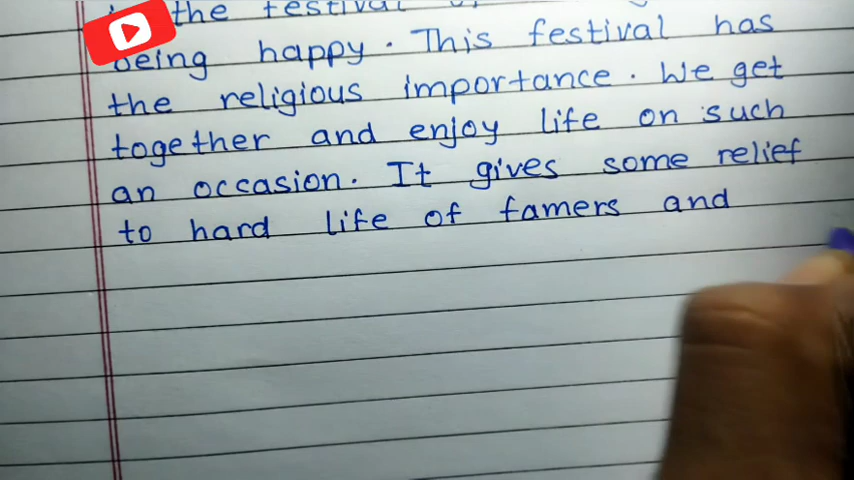 the festival
being happy. This festival has
the religious importance. We get
together and enjoy life on such
an occasion. It gives some relief
to hard life of famers and